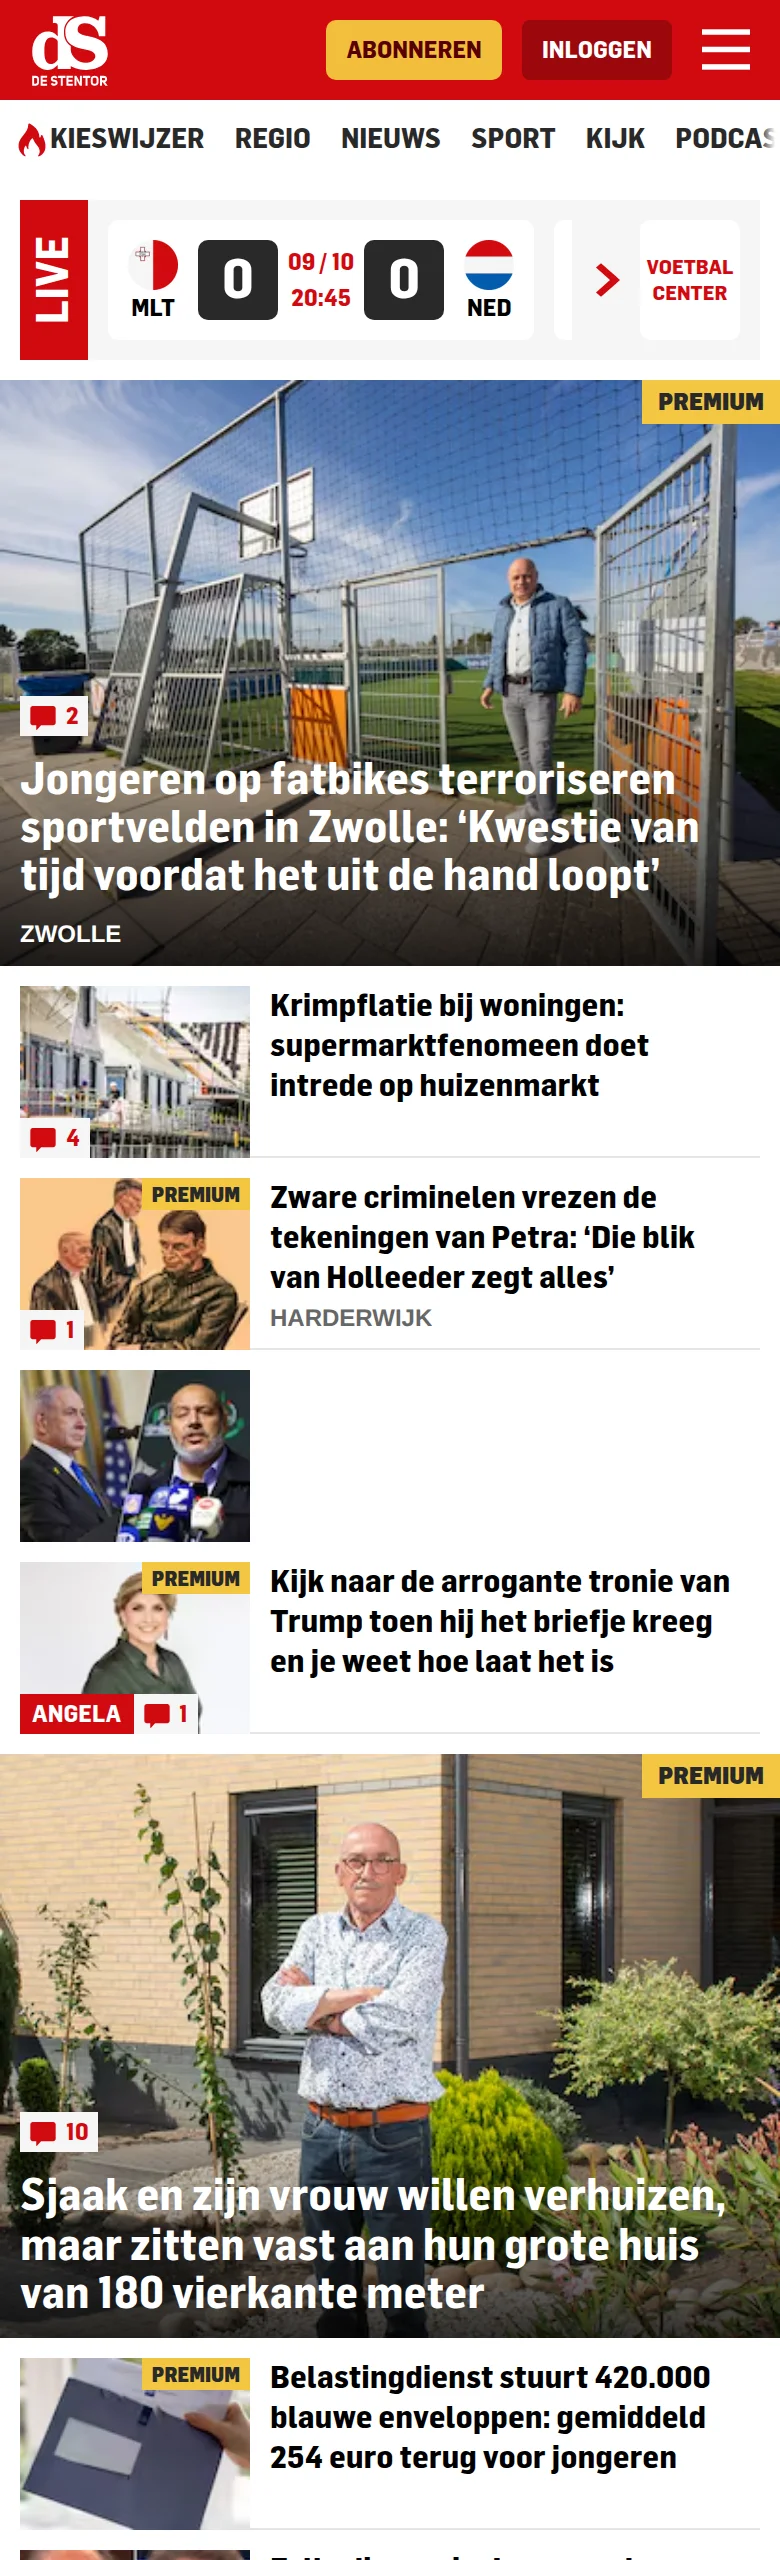 dS
DE STENTOR
ABONNEREN
INLOGGEN
KIESWIJZER REGIO NIEUWS SPORT KIJK PODCAS
LIVE
MLT
0
09 / 10
20:45
0
NED
VOETBAL
CENTER
PREMIUM
2
Jongeren op fatbikes terroriseren
sportvelden in Zwolle: ‘Kwestie van
tijd voordat het uit de hand loopt’
ZWOLLE
4
Krimpflatie bij woningen:
supermarktfenomeen doet
intrede op huizenmarkt
PREMIUM
1
Zware criminelen vrezen de
tekeningen van Petra: ‘Die blik
van Holleeder zegt alles’
HARDERWIJK
PREMIUM
ANGELA
1
Kijk naar de arrogante tronie van
Trump toen hij het briefje kreeg
en je weet hoe laat het is
PREMIUM
10
Sjaak en zijn vrouw willen verhuizen,
maar zitten vast aan hun grote huis
van 180 vierkante meter
PREMIUM
Belastingdienst stuurt 420.000
blauwe enveloppen: gemiddeld
254 euro terug voor jongeren